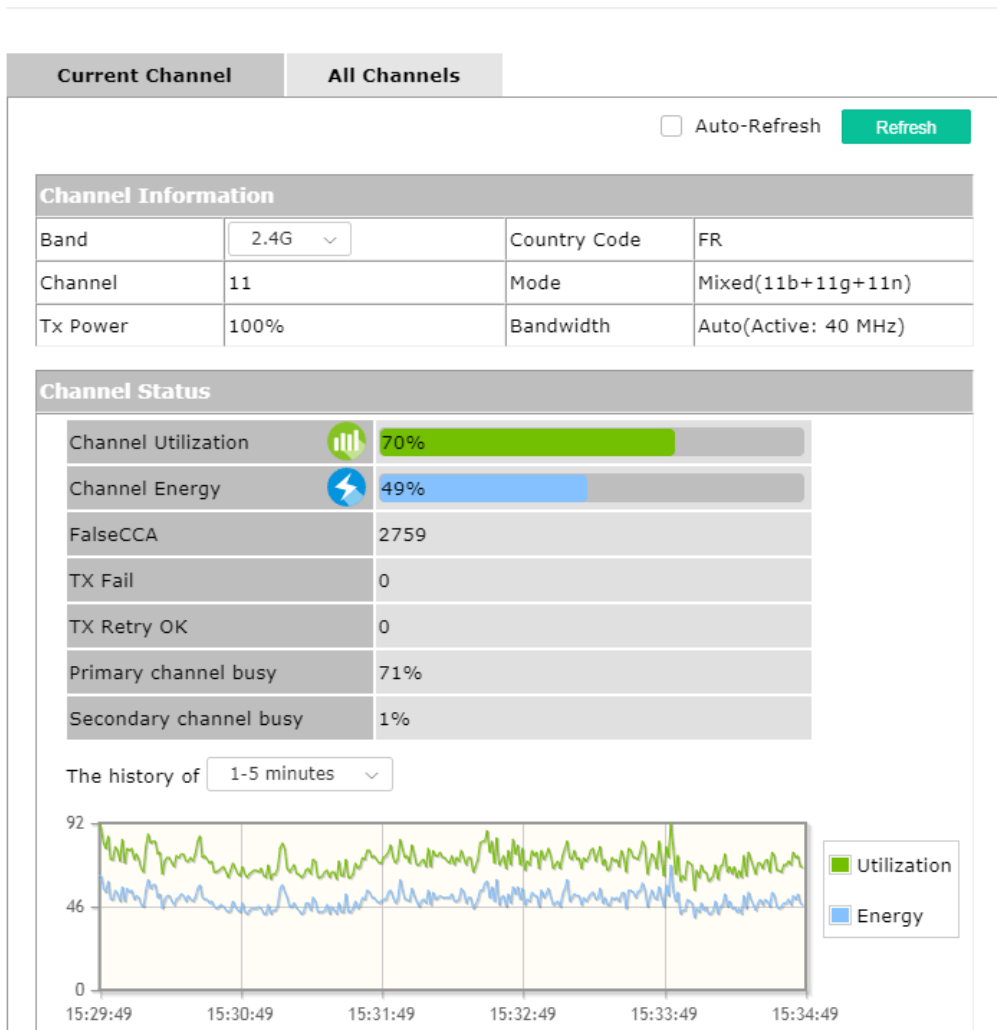 Current Channel All Channels
Auto-Refresh Refresh
Channel Information
Band 2.4G Country Code FR
Channel 11 Mode Mixed(11b+11g+11n)
Tx Power 100% Bandwidth Auto(Active: 40 MHz)
Channel Status
Channel Utilization 70%
Channel Energy 49%
FalseCCA 2759
TX Fail 0
TX Retry OK 0
Primary channel busy 71%
Secondary channel busy 1%
The history of 1-5 minutes
92
46
0
15:29:49 15:30:49 15:31:49 15:32:49 15:33:49 15:34:49
Utilization
Energy